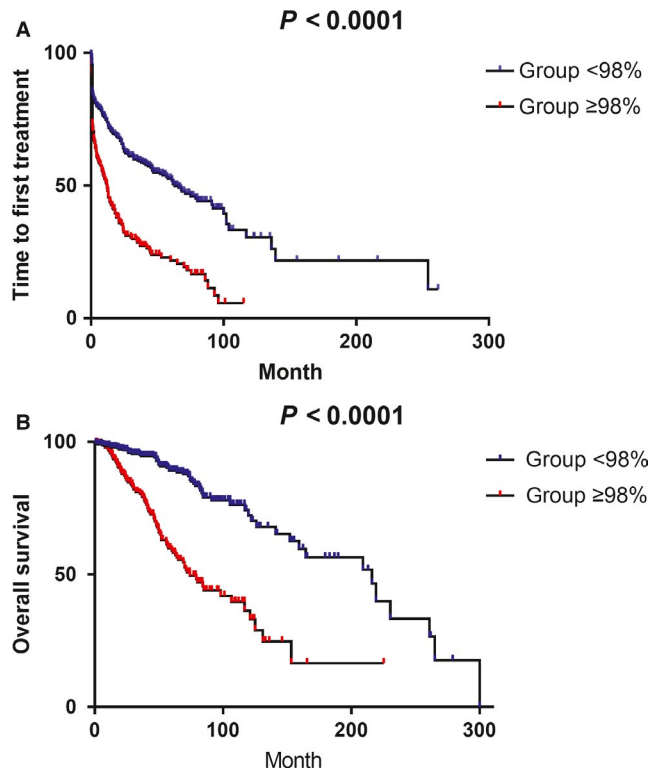 A
P < 0.0001
Time to first treatment
100
50
0
0 100 200 300
Month
Group <98%
Group ≥98%
B
P < 0.0001
Overall survival
100
50
0
0 100 200 300
Month
Group <98%
Group ≥98%